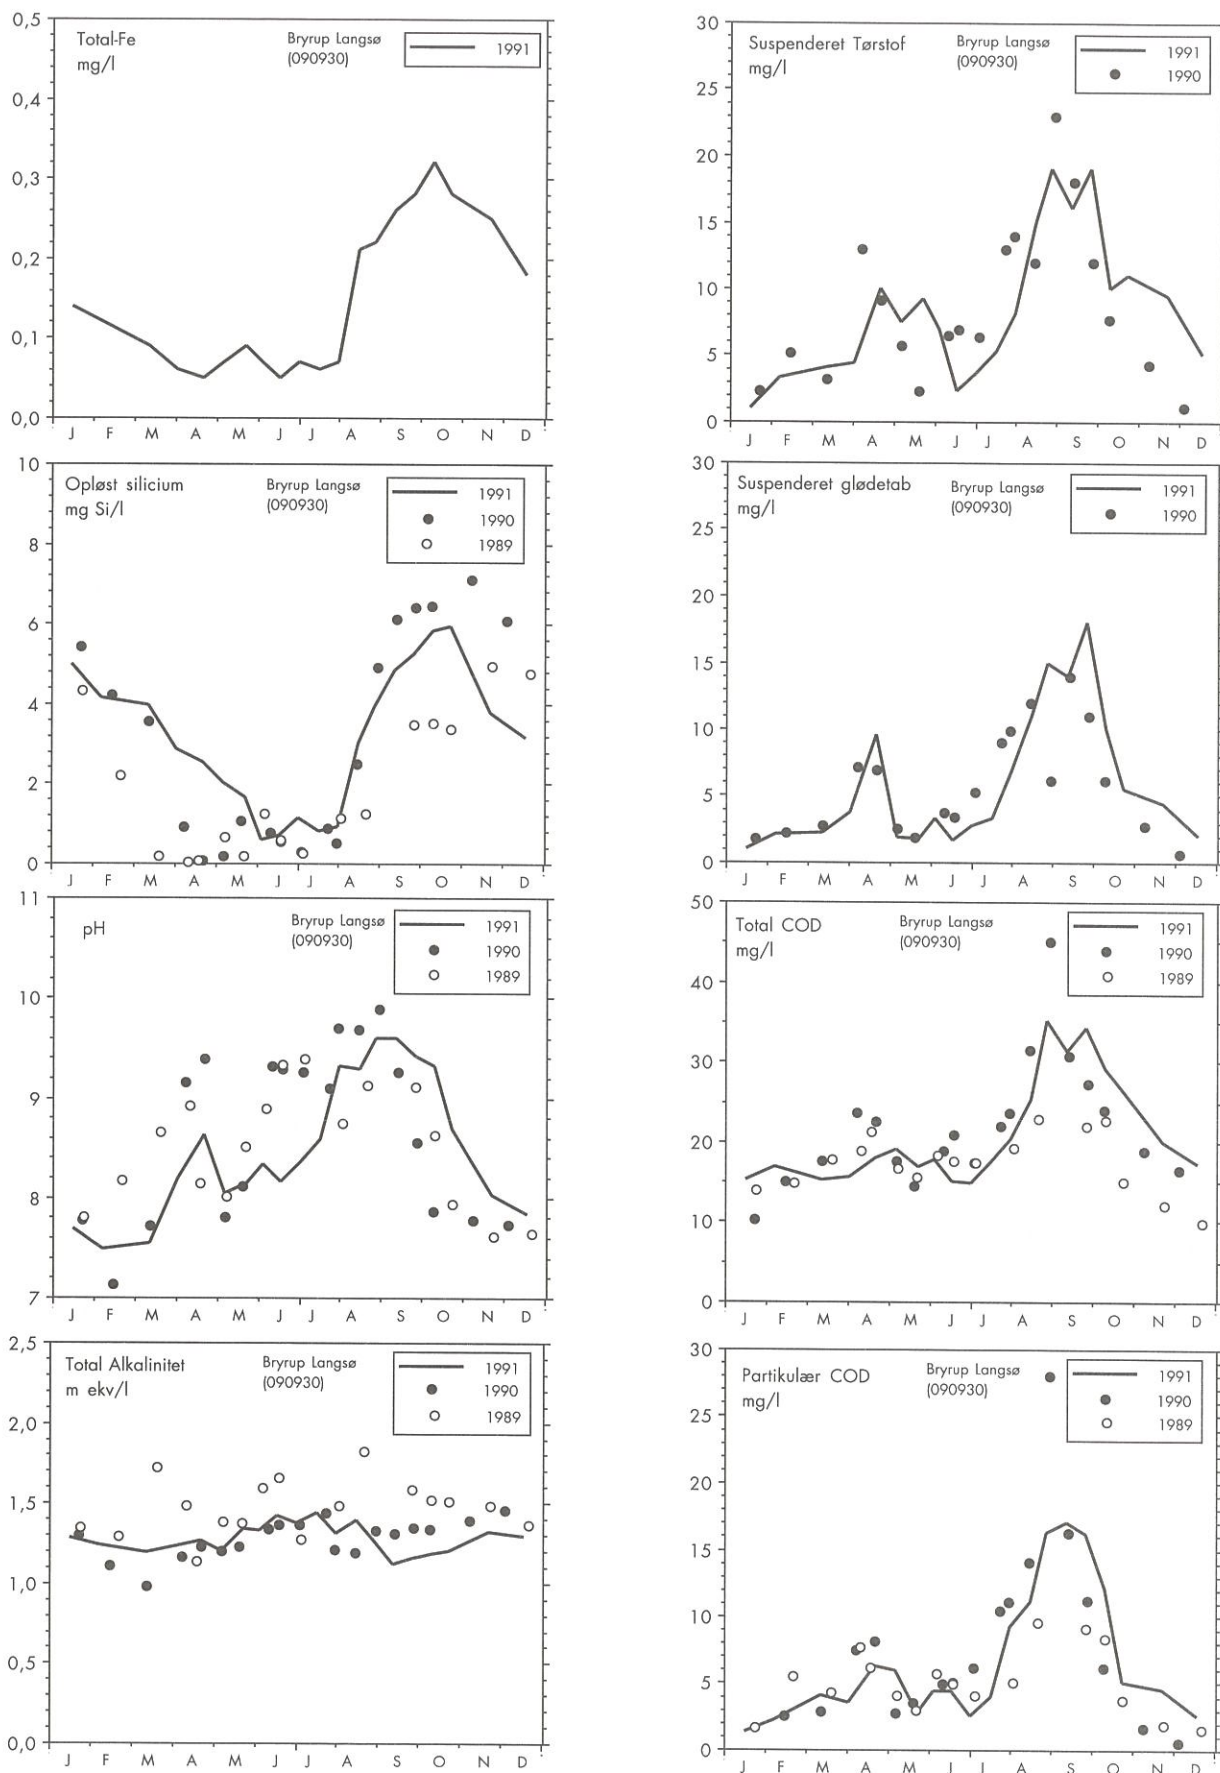 Total-Fe
mg/l
Bryrup Langsø
(090930)
1991
0,5
0,4
0,3
0,2
0,1
0,0
J F M A M J J A S O N D
Suspenderet Tørstof
mg/l
Bryrup Langsø
(090930)
1991
1990
30
25
20
15
10
5
0
J F M A M J J A S O N D
Opløst silicium
mg Si/l
Bryrup Langsø
(090930)
1991
1990
1989
10
8
6
4
2
0
J F M A M J J A S O N D
Suspenderet glødetab
mg/l
Bryrup Langsø
(090930)
1991
1990
30
25
20
15
10
5
0
J F M A M J J A S O N D
pH
Bryrup Langsø
(090930)
1991
1990
1989
11
10
9
8
7
J F M A M J J A S O N D
Total COD
mg/l
Bryrup Langsø
(090930)
1991
1990
1989
50
40
30
20
10
0
J F M A M J J A S O N D
Total Alkalinitet
m ekv/l
Bryrup Langsø
(090930)
1991
1990
1989
2,5
2,0
1,5
1,0
0,5
0,0
J F M A M J J A S O N D
Partikulær COD
mg/l
Bryrup Langsø
(090930)
1991
1990
1989
30
25
20
15
10
5
0
J F M A M J J A S O N D